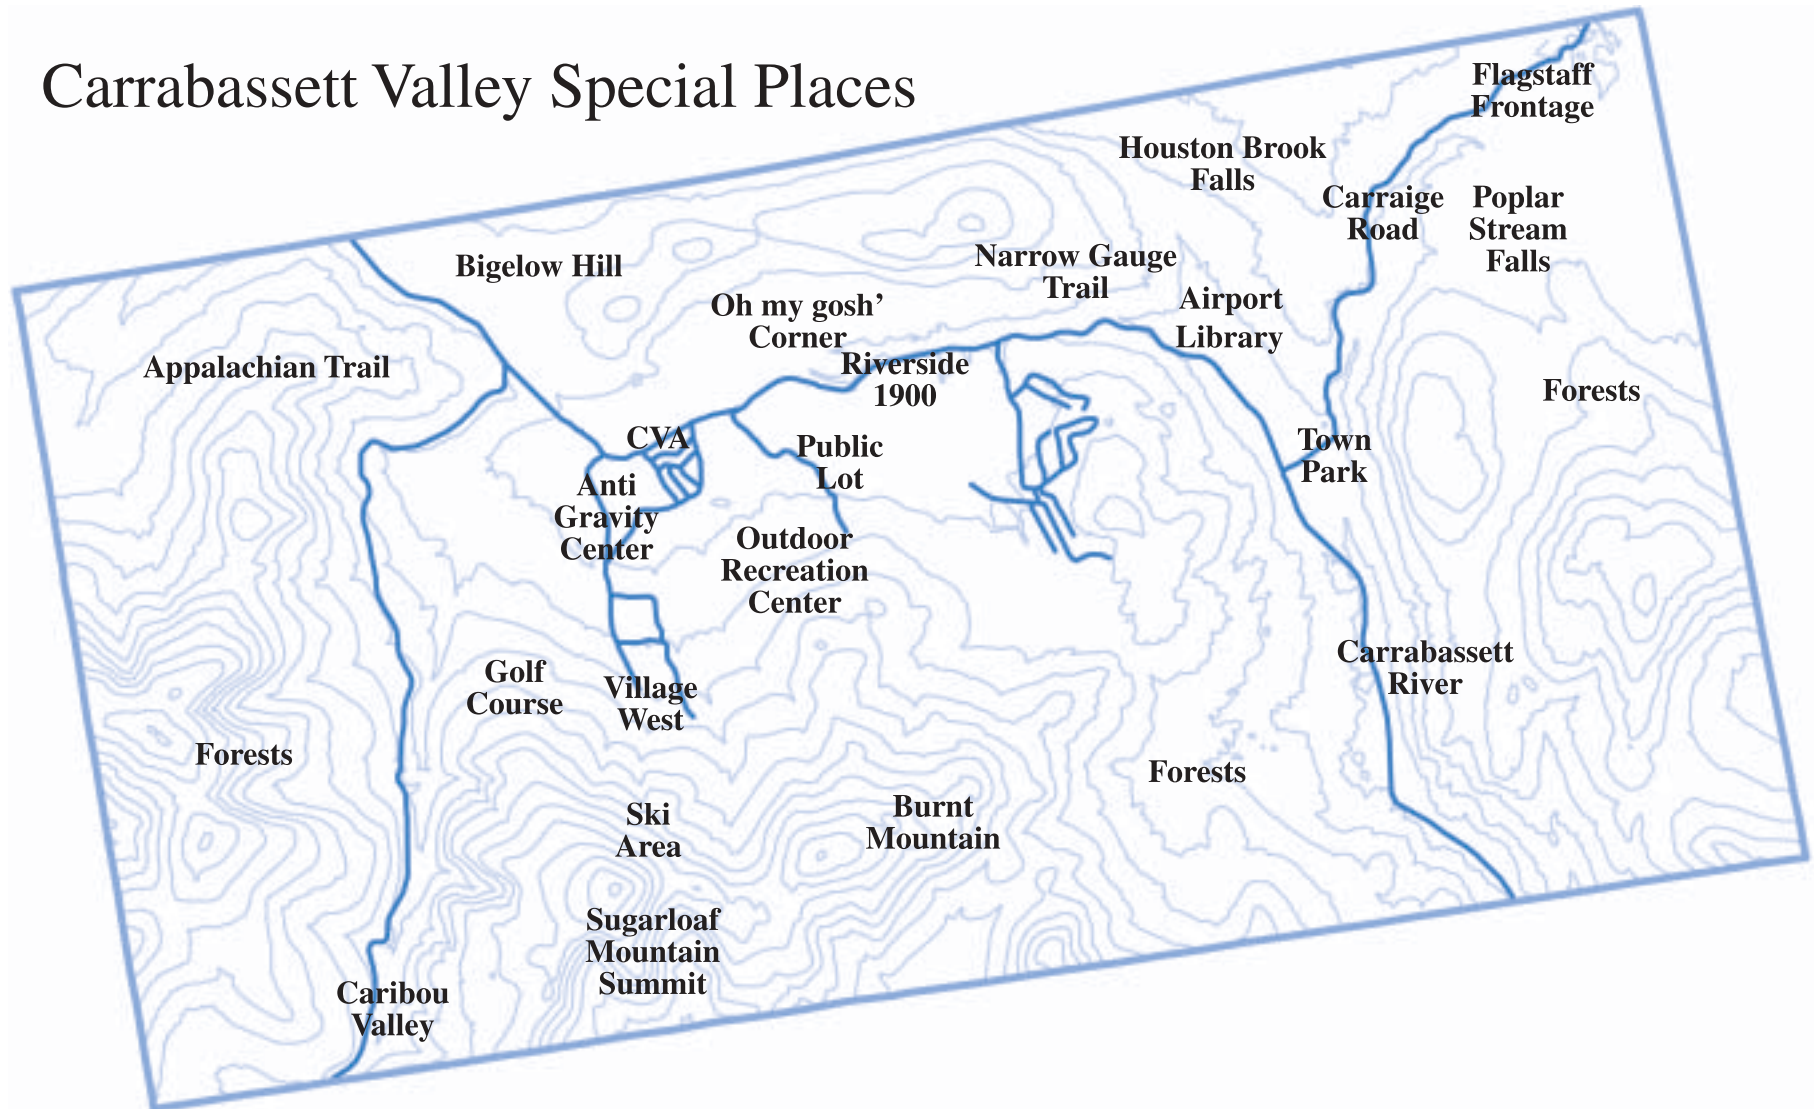 Carrabassett Valley Special Places
Flagstaff
Frontage
Houston Brook
Falls
Carraige
Road
Poplar
Stream
Falls
Bigelow Hill
Narrow Gauge
Trail
Oh my gosh’
Corner
Airport
Library
Appalachian Trail
Riverside
1900
Forests
CVA
Public
Lot
Town
Park
Anti
Gravity
Center
Outdoor
Recreation
Center
Golf
Course
Village
West
Carrabassett
River
Forests
Forests
Ski
Area
Burnt
Mountain
Sugarloaf
Mountain
Summit
Caribou
Valley